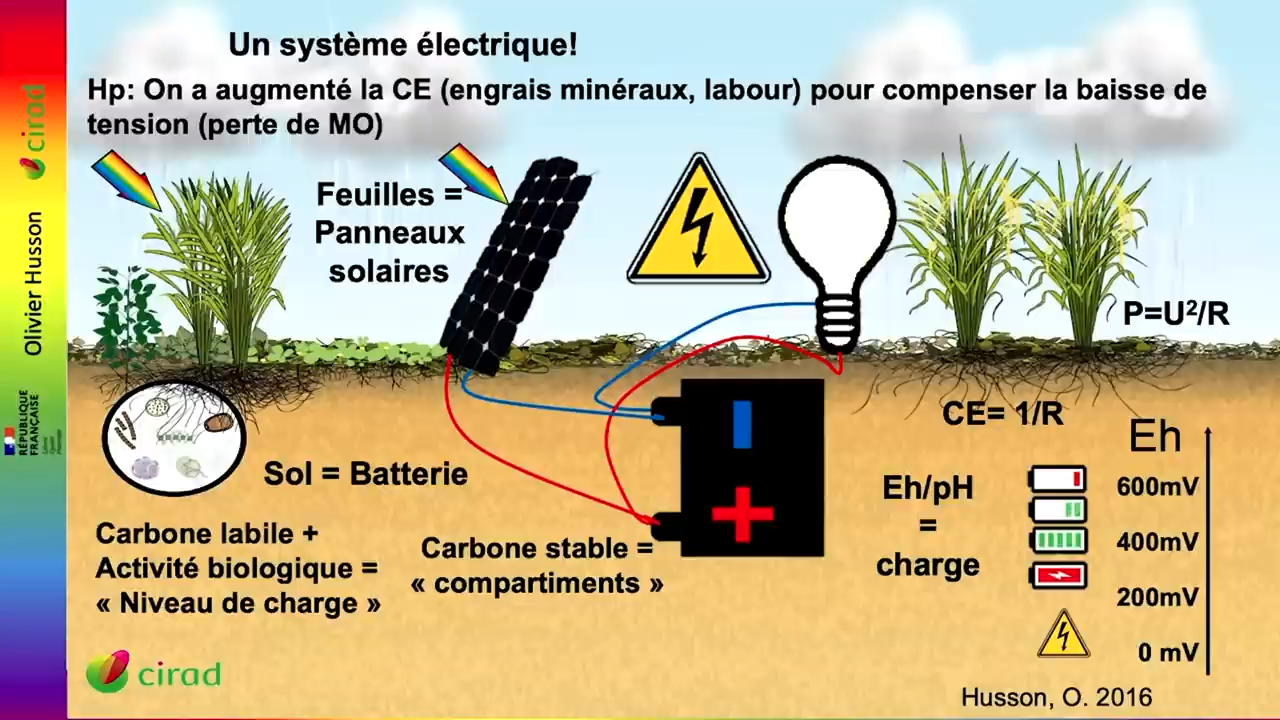 Un système électrique!
Hp: On a augmenté la CE (engrais minéraux, labour) pour compenser la baisse de
tension (perte de MO)
Feuilles =
Panneaux
solaires
P=U²/R
CE= 1/R
Sol = Batterie
Carbone labile +
Activité biologique =
« Niveau de charge »
Carbone stable =
« compartiments »
Eh/pH
=
charge
Eh
600mV
400mV
200mV
0 mV
cirad
Husson, O. 2016
cirad
Olivier Husson
RÉPUBLIQUE
FRANÇAISE